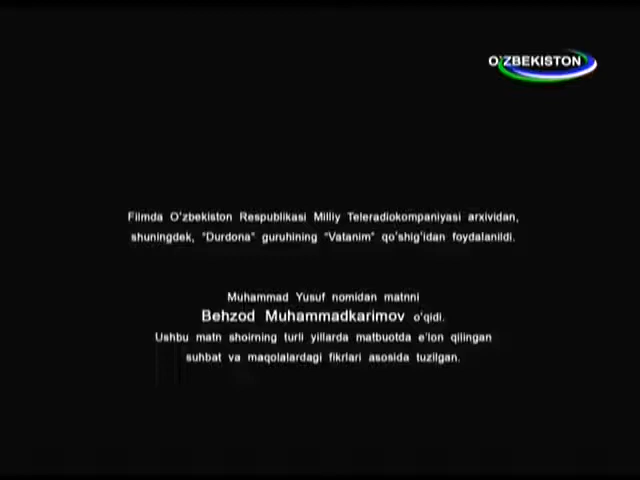 O'ZBEKISTON
Filmda O'zbekiston Respublikasi Milliy Teleradiokompaniyasi arxividan,
shuningdek, "Durdona" guruhining "Vatanim" qo'shig'idan foydalanildi.
Muhammad Yusuf nomidan matnni
Behzod Muhammadkarimov o'qidi.
Ushbu matn shoirning turli yillarda matbuotda e'lon qilingan
suhbat va maqolalardagi fikrlari asosida tuzilgan.